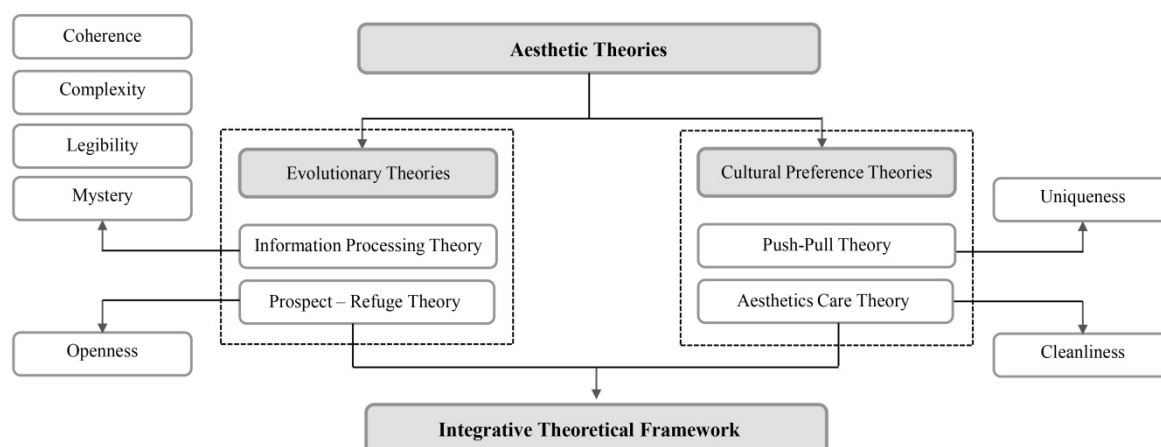 Coherence
Aesthetic Theories
Complexity
Legibility
Evolutionary Theories
Cultural Preference Theories
Mystery
Uniqueness
Information Processing Theory
Push-Pull Theory
Prospect – Refuge Theory
Aesthetics Care Theory
Openness
Cleanliness
Integrative Theoretical Framework